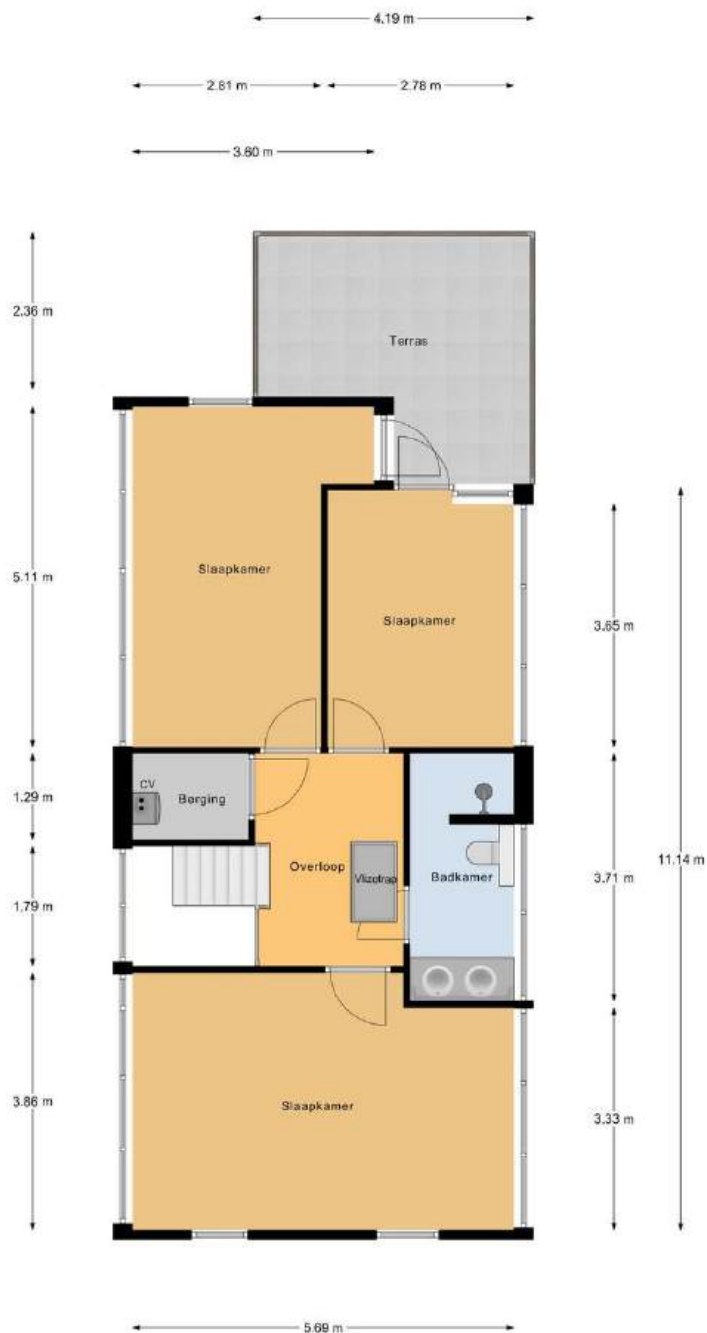 4.19 m
2.81 m
2.78 m
3.60 m
2.36 m
Terras
5.11 m
Slaapkamer
Slaapkamer
3.65 m
CV
Berging
1.29 m
Overloop
Vlizotrap
Badkamer
3.71 m
11.14 m
1.79 m
3.86 m
Slaapkamer
3.33 m
5.69 m